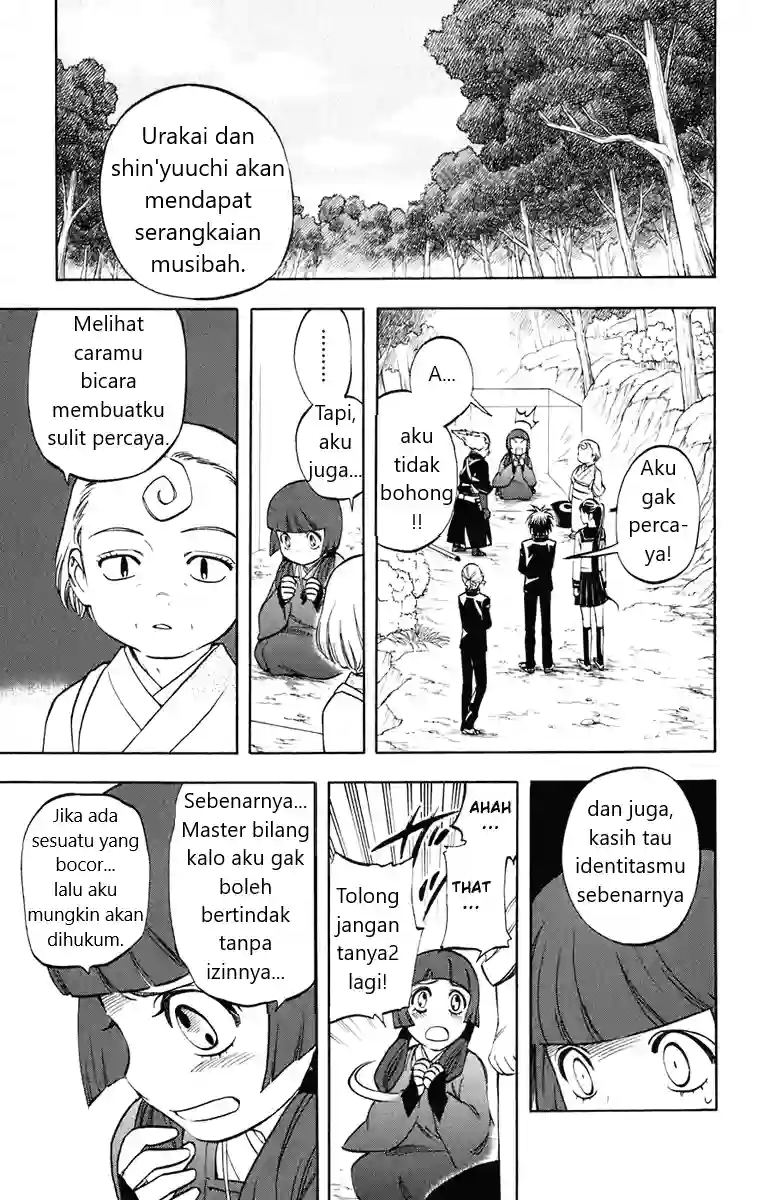 Urakai dan
shin'yuuchi akan
mendapat
serangkaian
musibah.
A...
aku
tidak
bohong
!!
Aku
gak
perca-
ya!
.........
Tapi,
aku
juga...
Melihat
caramu
bicara
membuatku
sulit percaya.
dan juga,
kasih tau
identitasmu
sebenarnya
AHAH
...
THAT
...
Tolong
jangan
tanya2
lagi!
Sebenarnya...
Master bilang
kalo aku gak
boleh
bertindak
tanpa
izinnya...
Jika ada
sesuatu yang
bocor...
lalu aku
mungkin akan
dihukum.